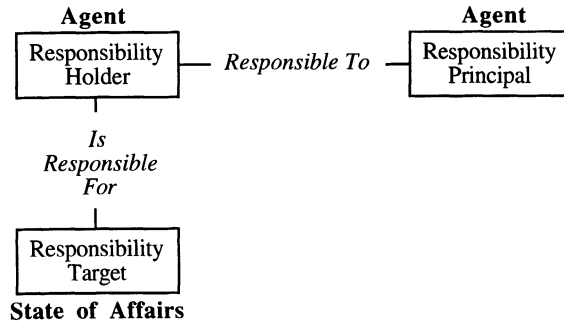 Agent
Agent
Responsibility
Holder
Responsible To
Responsibility
Principal
Is
Responsible
For
Responsibility
Target
State of Affairs